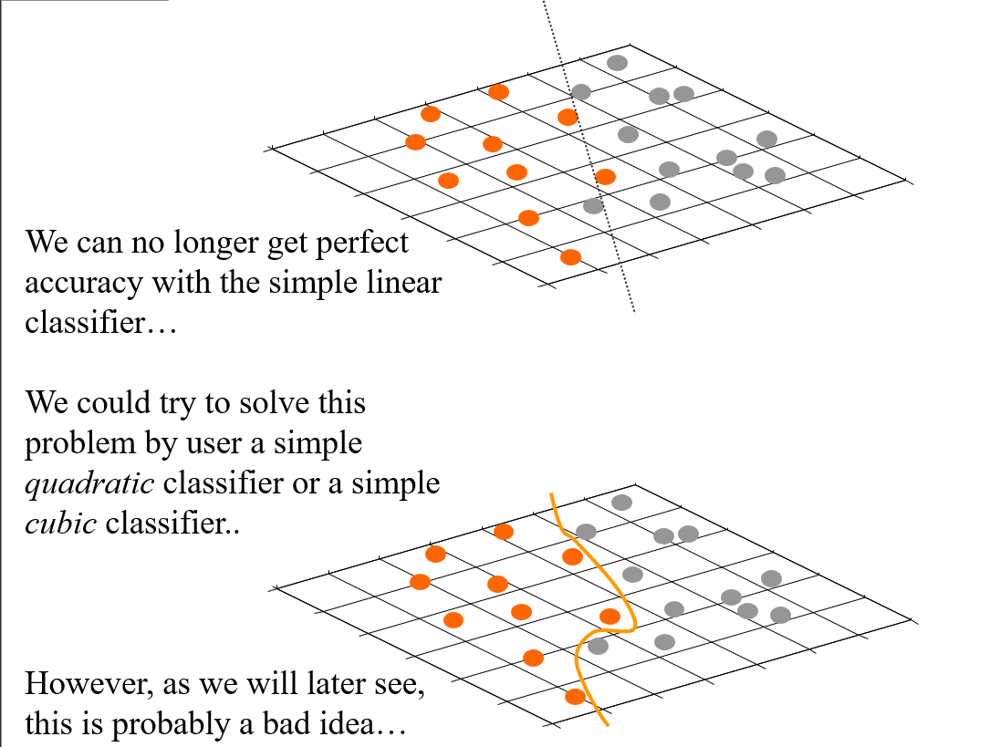 We can no longer get perfect
accuracy with the simple linear
classifier…
We could try to solve this
problem by user a simple
quadratic classifier or a simple
cubic classifier..
However, as we will later see,
this is probably a bad idea…